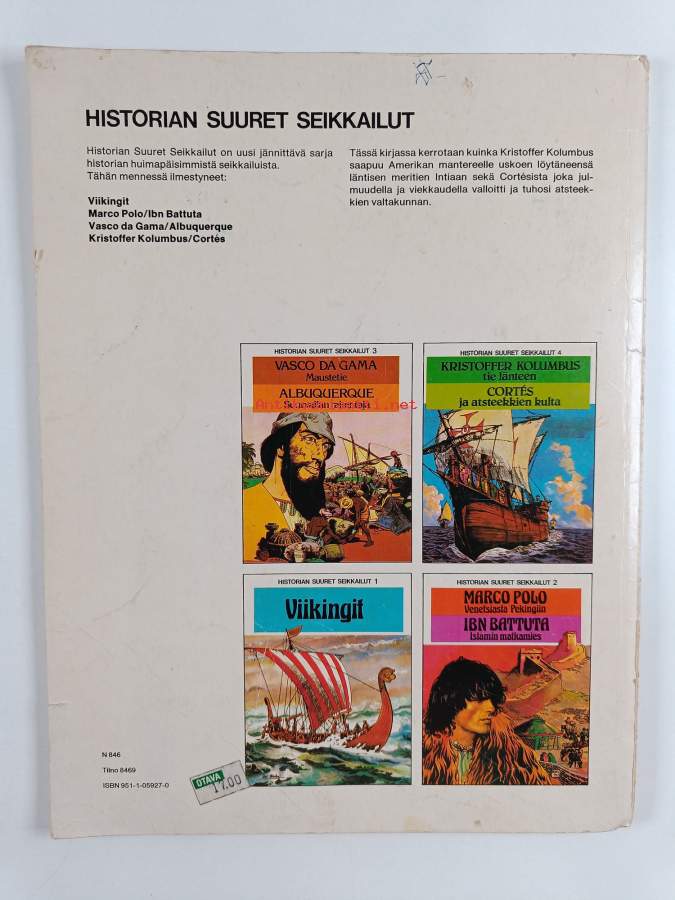 HISTORIAN SUURET SEIKKAILUT
Historian Suuret Seikkailut on uusi jännittävä sarja
historian huimapäisimmistä seikkailuista.
Tähän mennessä ilmestyneet:
Viikingit
Marco Polo/Ibn Battuta
Vasco da Gama/Albuquerque
Kristoffer Kolumbus/Cortés
Tässä kirjassa kerrotaan kuinka Kristoffer Kolumbus
saapuu Amerikan mantereelle uskoen löytäneensä
läntisen meritien Intiaan sekä Cortésista joka jul-
muudella ja viekkaudella valloitti ja tuhosi atsteek-
kien valtakunnan.
HISTORIAN SUURET SEIKKAILUT 3
VASCO DA GAMA
Maustetie
ALBUQUERQUE
HISTORIAN SUURET SEIKKAILUT 4
KRISTOFFER KOLUMBUS
tie länteen
CORTÉS
ja atsteekkien kulta
HISTORIAN SUURET SEIKKAILUT 1
Viikingit
HISTORIAN SUURET SEIKKAILUT 2
MARCO POLO
Venetsiasta Pekingiin
IBN BATTUTA
Islamin matkamies
N 846
Tilno 8469
ISBN 951-1-05927-0
OTAVA
17.00